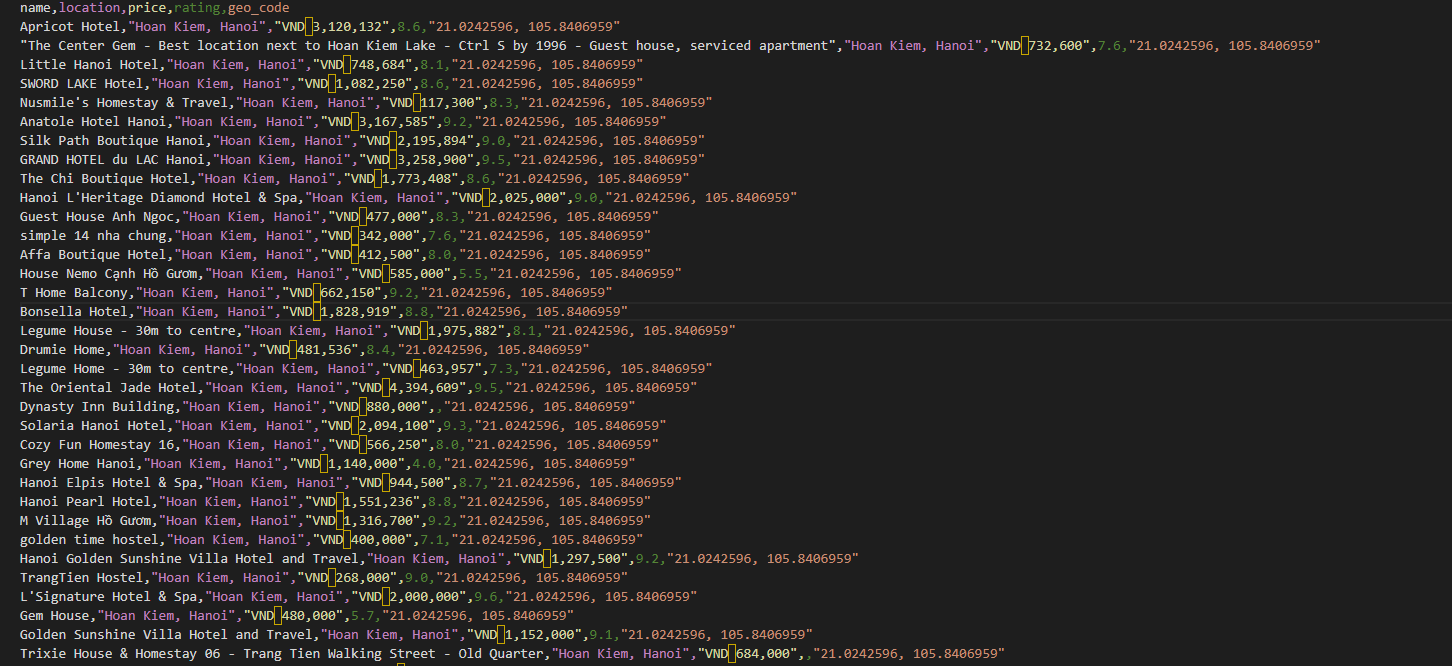 name,location,price,rating,geo_code
Apricot Hotel,"Hoan Kiem, Hanoi","VND 3,120,132",8.6,"21.0242596, 105.8406959"
"The Center Gem - Best location next to Hoan Kiem Lake - Ctrl S by 1996 - Guest house, serviced apartment","Hoan Kiem, Hanoi","VND 732,600",7.6,"21.0242596, 105.8406959"
Little Hanoi Hotel,"Hoan Kiem, Hanoi","VND 748,684",8.1,"21.0242596, 105.8406959"
SWORD LAKE Hotel,"Hoan Kiem, Hanoi","VND 1,082,250",8.6,"21.0242596, 105.8406959"
Nusmile's Homestay & Travel,"Hoan Kiem, Hanoi","VND 117,300",8.3,"21.0242596, 105.8406959"
Anatole Hotel Hanoi,"Hoan Kiem, Hanoi","VND 3,167,585",9.2,"21.0242596, 105.8406959"
Silk Path Boutique Hanoi,"Hoan Kiem, Hanoi","VND 2,195,894",9.0,"21.0242596, 105.8406959"
GRAND HOTEL du LAC Hanoi,"Hoan Kiem, Hanoi","VND 3,258,900",9.5,"21.0242596, 105.8406959"
The Chi Boutique Hotel,"Hoan Kiem, Hanoi","VND 1,773,408",8.6,"21.0242596, 105.8406959"
Hanoi L'Heritage Diamond Hotel & Spa,"Hoan Kiem, Hanoi","VND 2,025,000",9.0,"21.0242596, 105.8406959"
Guest House Anh Ngoc,"Hoan Kiem, Hanoi","VND 477,000",8.3,"21.0242596, 105.8406959"
simple 14 nha chung,"Hoan Kiem, Hanoi","VND 342,000",7.6,"21.0242596, 105.8406959"
Affa Boutique Hotel,"Hoan Kiem, Hanoi","VND 412,500",8.0,"21.0242596, 105.8406959"
House Nemo Cạnh Hồ Gươm,"Hoan Kiem, Hanoi","VND 585,000",5.5,"21.0242596, 105.8406959"
T Home Balcony,"Hoan Kiem, Hanoi","VND 662,150",9.2,"21.0242596, 105.8406959"
Bonsella Hotel,"Hoan Kiem, Hanoi","VND 1,828,919",8.8,"21.0242596, 105.8406959"
Legume House - 30m to centre,"Hoan Kiem, Hanoi","VND 1,975,882",8.1,"21.0242596, 105.8406959"
Drumie Home,"Hoan Kiem, Hanoi","VND 481,536",8.4,"21.0242596, 105.8406959"
Legume Home - 30m to centre,"Hoan Kiem, Hanoi","VND 463,957",7.3,"21.0242596, 105.8406959"
The Oriental Jade Hotel,"Hoan Kiem, Hanoi","VND 4,394,609",9.5,"21.0242596, 105.8406959"
Dynasty Inn Building,"Hoan Kiem, Hanoi","VND 880,000",,"21.0242596, 105.8406959"
Solaria Hanoi Hotel,"Hoan Kiem, Hanoi","VND 2,094,100",9.3,"21.0242596, 105.8406959"
Cozy Fun Homestay 16,"Hoan Kiem, Hanoi","VND 566,250",8.0,"21.0242596, 105.8406959"
Grey Home Hanoi,"Hoan Kiem, Hanoi","VND 1,140,000",4.0,"21.0242596, 105.8406959"
Hanoi Elpis Hotel & Spa,"Hoan Kiem, Hanoi","VND 944,500",8.7,"21.0242596, 105.8406959"
Hanoi Pearl Hotel,"Hoan Kiem, Hanoi","VND 1,551,236",8.8,"21.0242596, 105.8406959"
M Village Hồ Gươm,"Hoan Kiem, Hanoi","VND 1,316,700",9.2,"21.0242596, 105.8406959"
golden time hostel,"Hoan Kiem, Hanoi","VND 400,000",7.1,"21.0242596, 105.8406959"
Hanoi Golden Sunshine Villa Hotel and Travel,"Hoan Kiem, Hanoi","VND 1,297,500",9.2,"21.0242596, 105.8406959"
TrangTien Hostel,"Hoan Kiem, Hanoi","VND 268,000",9.0,"21.0242596, 105.8406959"
L'Signature Hotel & Spa,"Hoan Kiem, Hanoi","VND 2,000,000",9.6,"21.0242596, 105.8406959"
Gem House,"Hoan Kiem, Hanoi","VND 480,000",5.7,"21.0242596, 105.8406959"
Golden Sunshine Villa Hotel and Travel,"Hoan Kiem, Hanoi","VND 1,152,000",9.1,"21.0242596, 105.8406959"
Trixie House & Homestay 06 - Trang Tien Walking Street - Old Quarter,"Hoan Kiem, Hanoi","VND 684,000",,"21.0242596, 105.8406959"